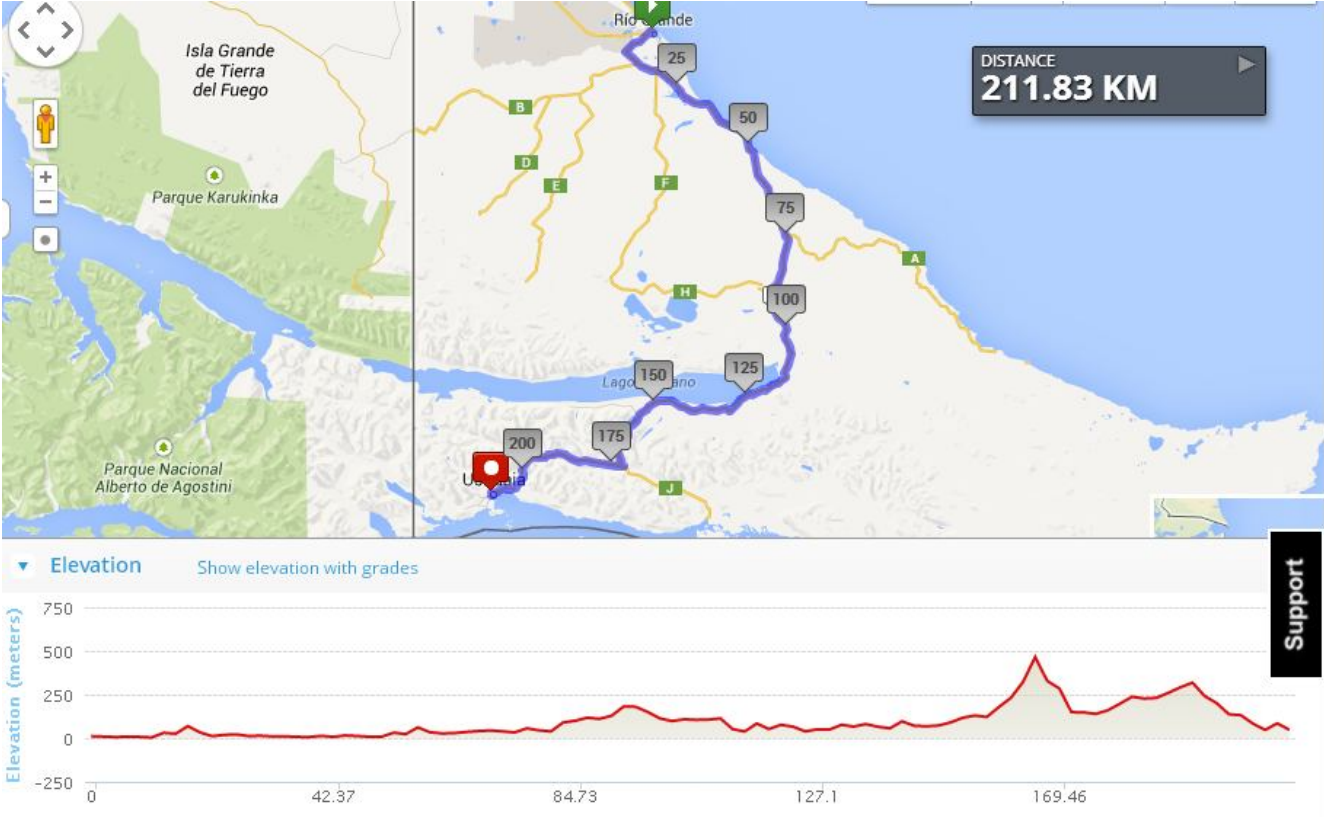 Río Grande
Isla Grande
de Tierra
del Fuego
25
DISTANCE
211.83 KM
B
50
D
E
F
Parque Karukinka
75
A
H
100
Lago
ano
150
125
175
200
Parque Nacional
Alberto de Agostini
J
Elevation
Show elevation with grades
Support
Elevation (meters)
750
500
250
0
-250
0
42.37
84.73
127.1
169.46